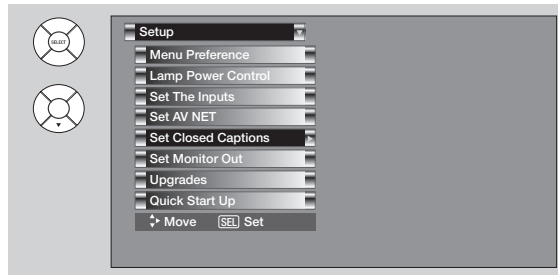 SELECT
Setup
Menu Preference
Lamp Power Control
Set The Inputs
Set AV NET
Set Closed Captions
Set Monitor Out
Upgrades
Quick Start Up
Move SEL Set